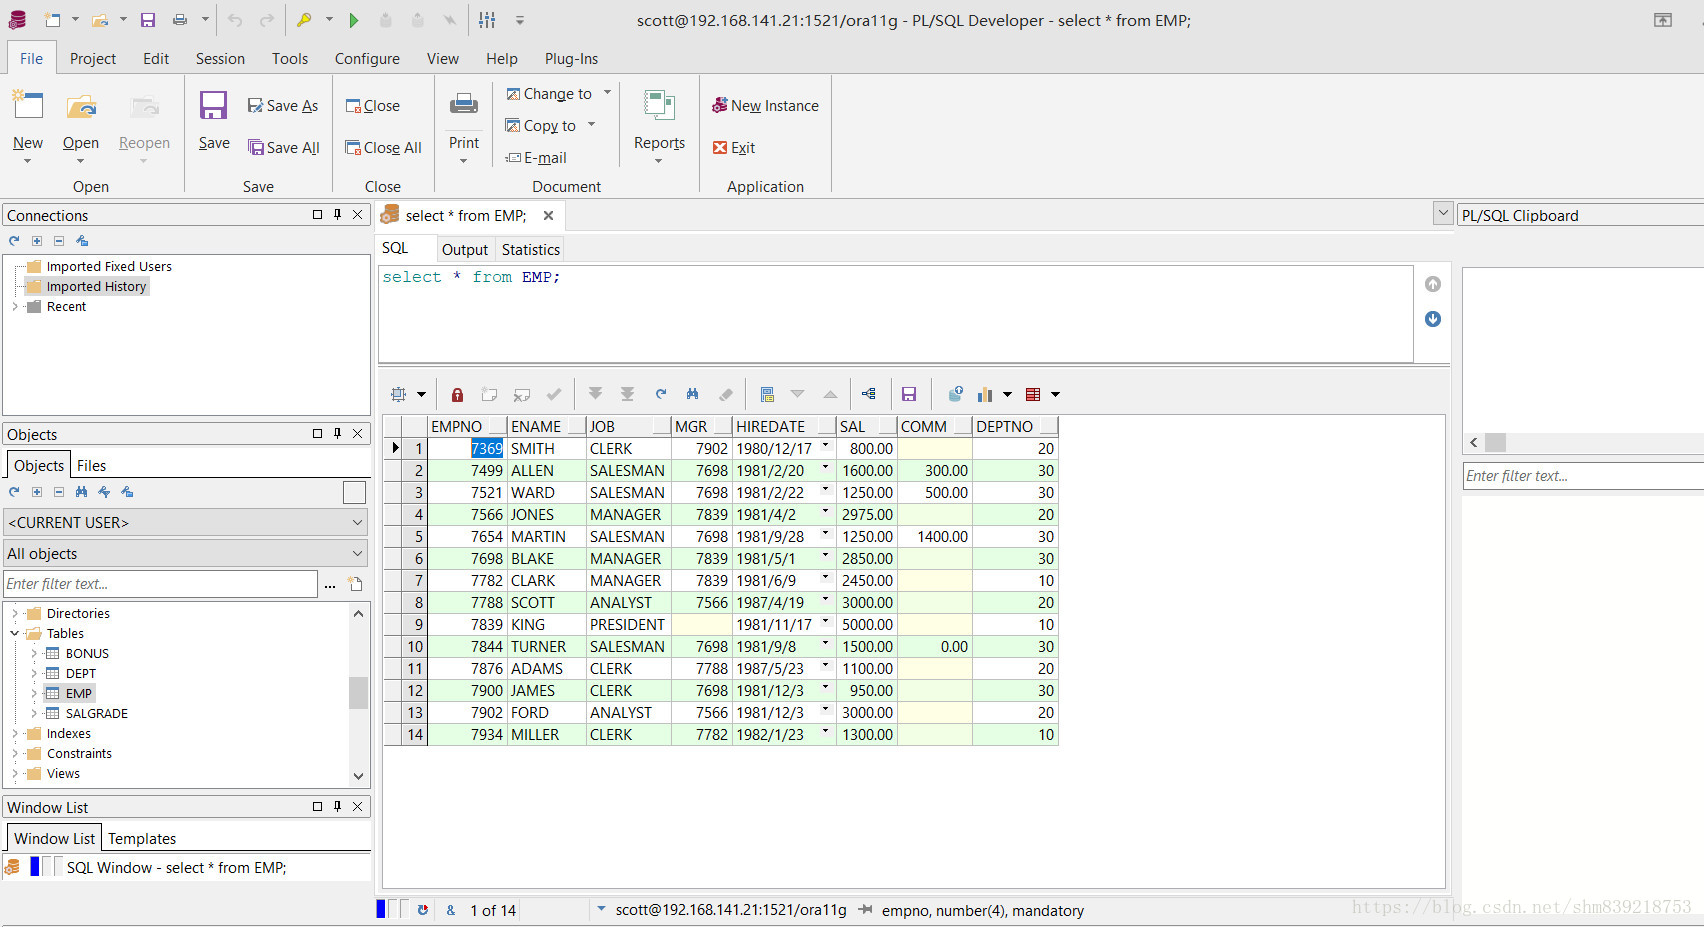 scott@192.168.141.21:1521/ora11g - PL/SQL Developer - select * from EMP;
File Project Edit Session Tools Configure View Help Plug-Ins
New Open Reopen
Open
Save Save As Save All
Save
Close Close All
Close
Print Change to Copy to E-mail Reports
Document
New Instance Exit
Application
Connections
Imported Fixed Users
Imported History
Recent
Objects
Objects Files
<CURRENT USER>
All objects
Enter filter text... ...
Directories
Tables
BONUS
DEPT
EMP
SALGRADE
Indexes
Constraints
Views
Window List
Window List Templates
SQL Window - select * from EMP;
select * from EMP;
SQL Output Statistics
select * from EMP;
EMPNO ENAME JOB MGR HIREDATE SAL COMM DEPTNO
1 7369 SMITH CLERK 7902 1980/12/17 800.00 20
2 7499 ALLEN SALESMAN 7698 1981/2/20 1600.00 300.00 30
3 7521 WARD SALESMAN 7698 1981/2/22 1250.00 500.00 30
4 7566 JONES MANAGER 7839 1981/4/2 2975.00 20
5 7654 MARTIN SALESMAN 7698 1981/9/28 1250.00 1400.00 30
6 7698 BLAKE MANAGER 7839 1981/5/1 2850.00 30
7 7782 CLARK MANAGER 7839 1981/6/9 2450.00 10
8 7788 SCOTT ANALYST 7566 1987/4/19 3000.00 20
9 7839 KING PRESIDENT 1981/11/17 5000.00 10
10 7844 TURNER SALESMAN 7698 1981/9/8 1500.00 0.00 30
11 7876 ADAMS CLERK 7788 1987/5/23 1100.00 20
12 7900 JAMES CLERK 7698 1981/12/3 950.00 30
13 7902 FORD ANALYST 7566 1981/12/3 3000.00 20
14 7934 MILLER CLERK 7782 1982/1/23 1300.00 10
& 1 of 14 scott@192.168.141.21:1521/ora11g empno, number(4), mandatory
PL/SQL Clipboard
Enter filter text...
https://blog.csdn.net/shm839218753